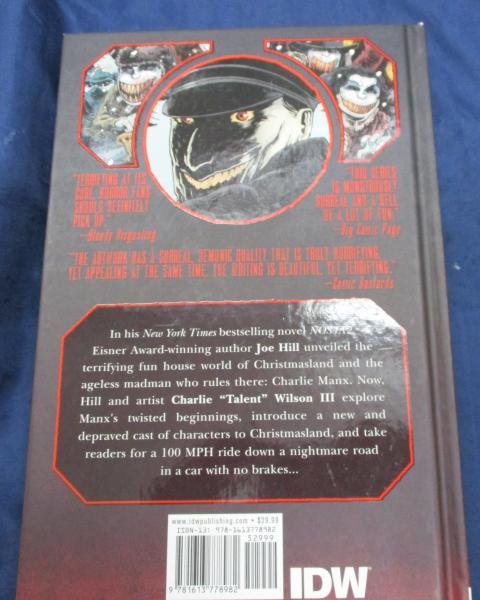 "TERRIFYING AT ITS
CORE, HORROR FANS
SHOULD DEFINITELY
PICK UP."
—Bloody Disgusting
"THIS SERIES
IS MONSTROUSLY
SURREAL AND A HELL
OF A LOT OF FUN."
—Big Comic Page
"THE ARTWORK HAS A SURREAL, DEMONIC QUALITY THAT IS TRULY HORRIFYING,
YET APPEALING AT THE SAME TIME. THE WRITING IS BEAUTIFUL, YET TERRIFYING."
—Comic Bastards
In his New York Times bestselling novel
Eisner Award-winning author Joe Hill unveiled the
terrifying fun house world of Christmasland and the
ageless madman who rules there: Charlie Manx. Now,
Hill and artist Charlie "Talent" Wilson III explore
Manx's twisted beginnings, introduce a new and
depraved cast of characters to Christmasland, and take
readers for a 100 MPH ride down a nightmare road
in a car with no brakes...
www.idwpublishing.com • $29.99
ISBN-13: 978-1613778982
52999
9 781613 778982
IDW